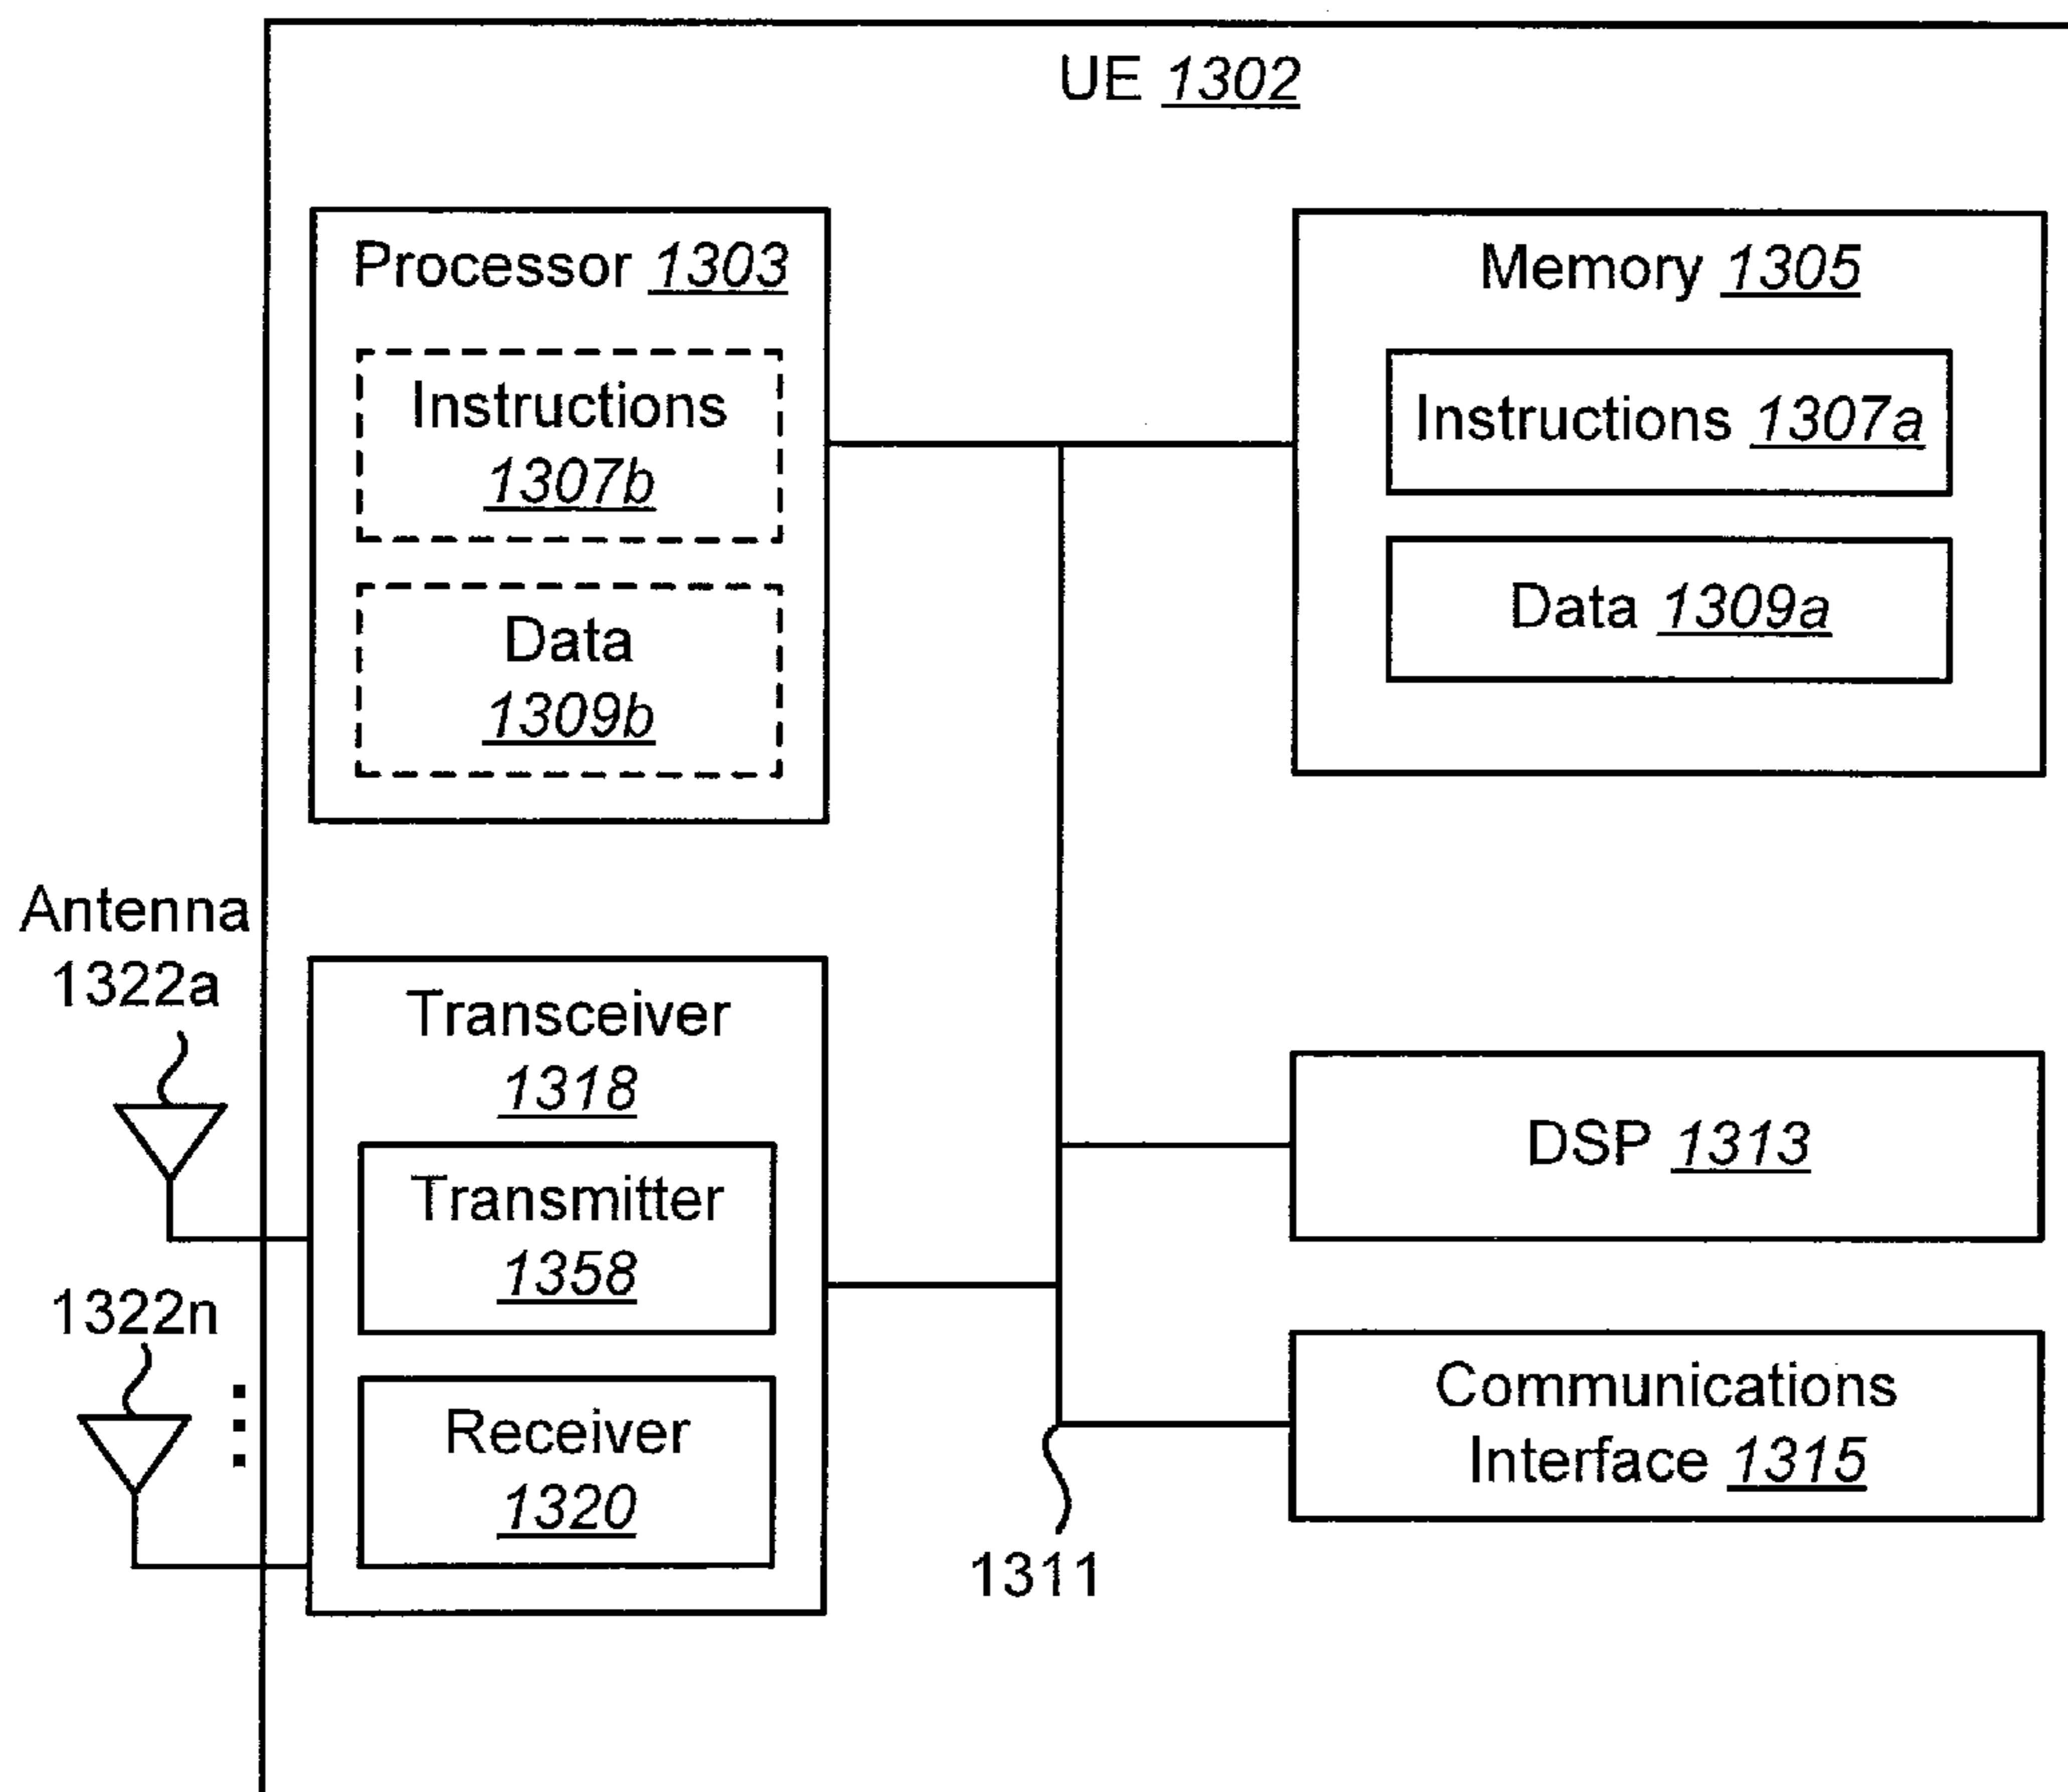 UE 1302
Processor 1303
Instructions
1307b
Data
1309b
Memory 1305
Instructions 1307a
Data 1309a
Antenna
1322a
1322n
Transceiver
1318
Transmitter
1358
Receiver
1320
DSP 1313
Communications
Interface 1315
1311